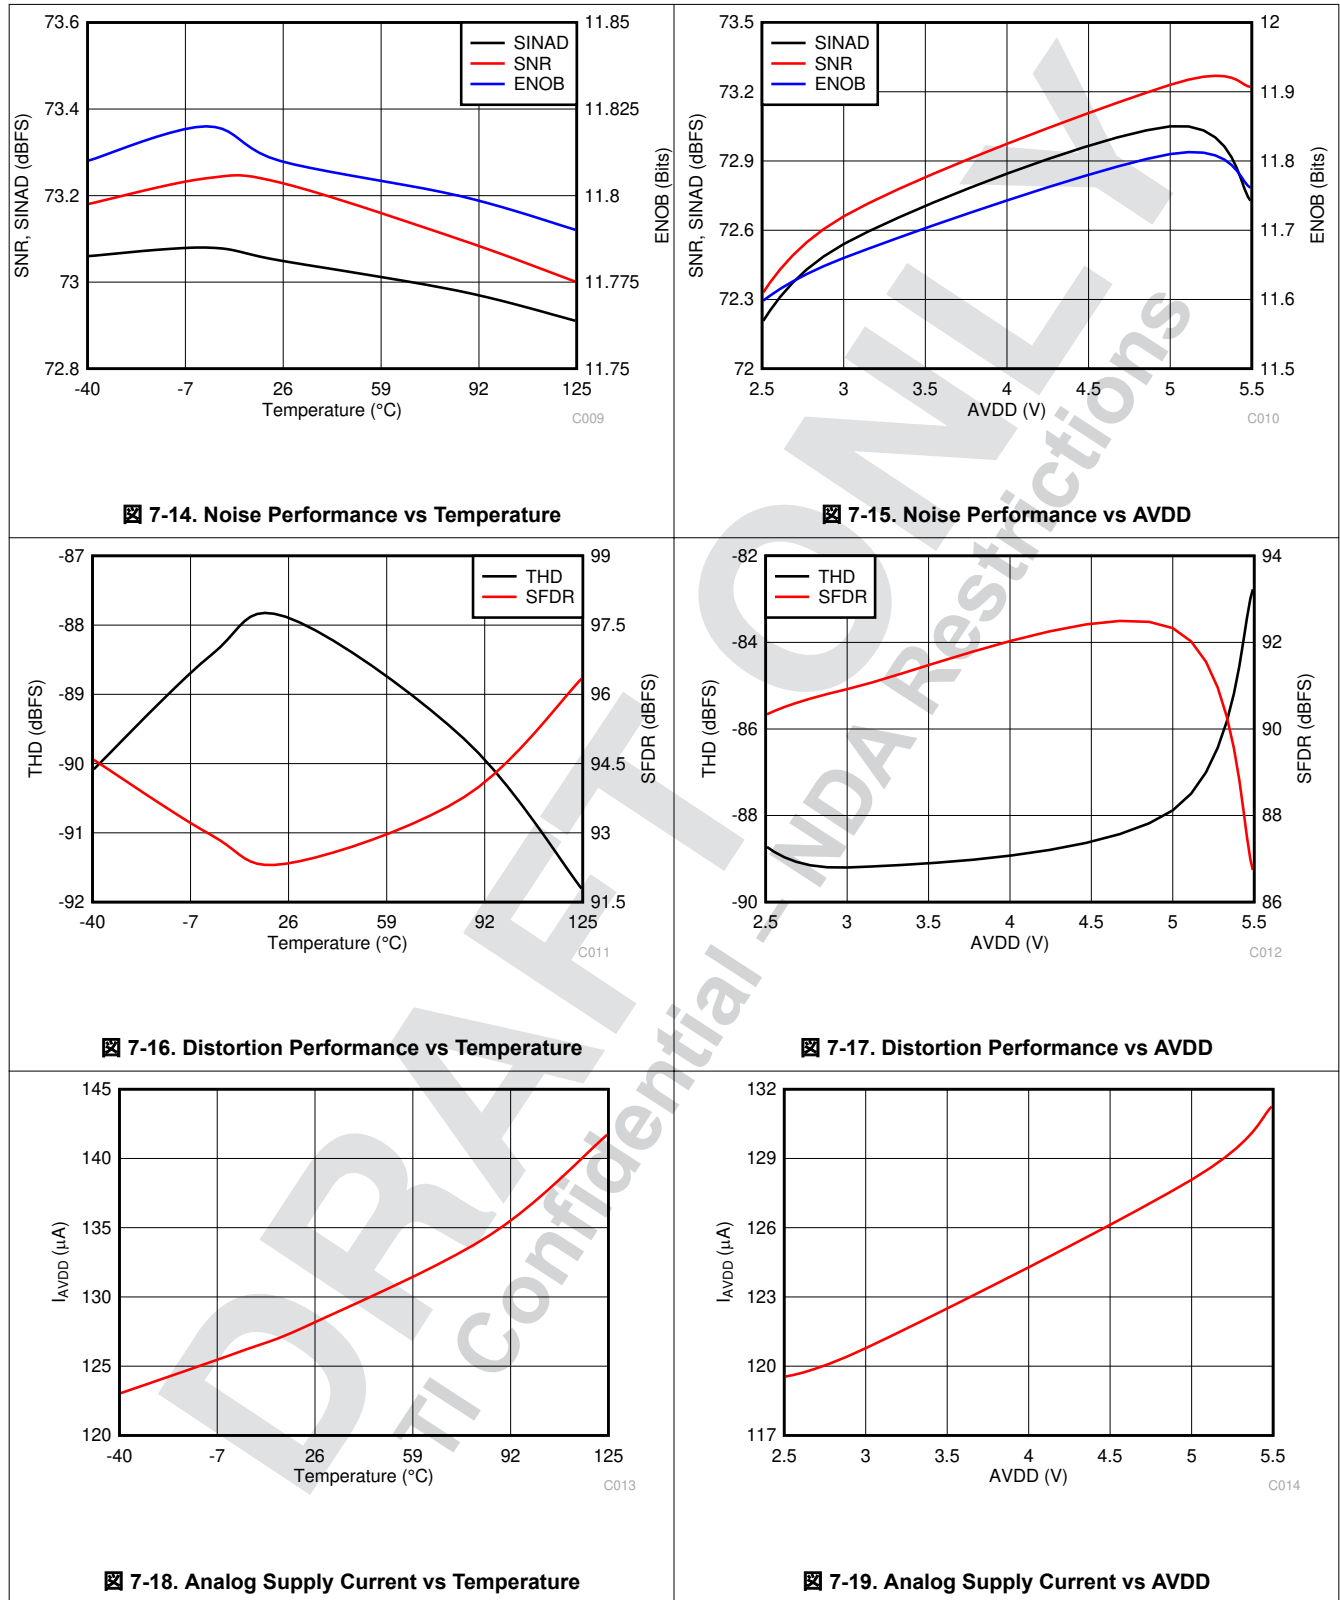 73.6
73.4
73.2
73
72.8
11.85
11.825
11.8
11.775
11.75
SNR, SINAD (dBFS)
ENOB (Bits)
SINAD
SNR
ENOB
-40 -7 26 59 92 125
Temperature (°C)
C009
図 7-14. Noise Performance vs Temperature
73.5
73.2
72.9
72.6
72.3
72
12
11.9
11.8
11.7
11.6
11.5
SNR, SINAD (dBFS)
ENOB (Bits)
SINAD
SNR
ENOB
2.5 3 3.5 4 4.5 5 5.5
AVDD (V)
C010
図 7-15. Noise Performance vs AVDD
-87
-88
-89
-90
-91
-92
99
97.5
96
94.5
93
91.5
THD (dBFS)
SFDR (dBFS)
THD
SFDR
-40 -7 26 59 92 125
Temperature (°C)
C011
図 7-16. Distortion Performance vs Temperature
-82
-84
-86
-88
-90
94
92
90
88
86
THD (dBFS)
SFDR (dBFS)
THD
SFDR
2.5 3 3.5 4 4.5 5 5.5
AVDD (V)
C012
図 7-17. Distortion Performance vs AVDD
145
140
135
130
125
120
IAVDD (μA)
-40 -7 26 59 92 125
Temperature (°C)
C013
図 7-18. Analog Supply Current vs Temperature
132
129
126
123
120
117
IAVDD (μA)
2.5 3 3.5 4 4.5 5 5.5
AVDD (V)
C014
図 7-19. Analog Supply Current vs AVDD
DRAFT ONLY
TI Confidential – NDA Restrictions